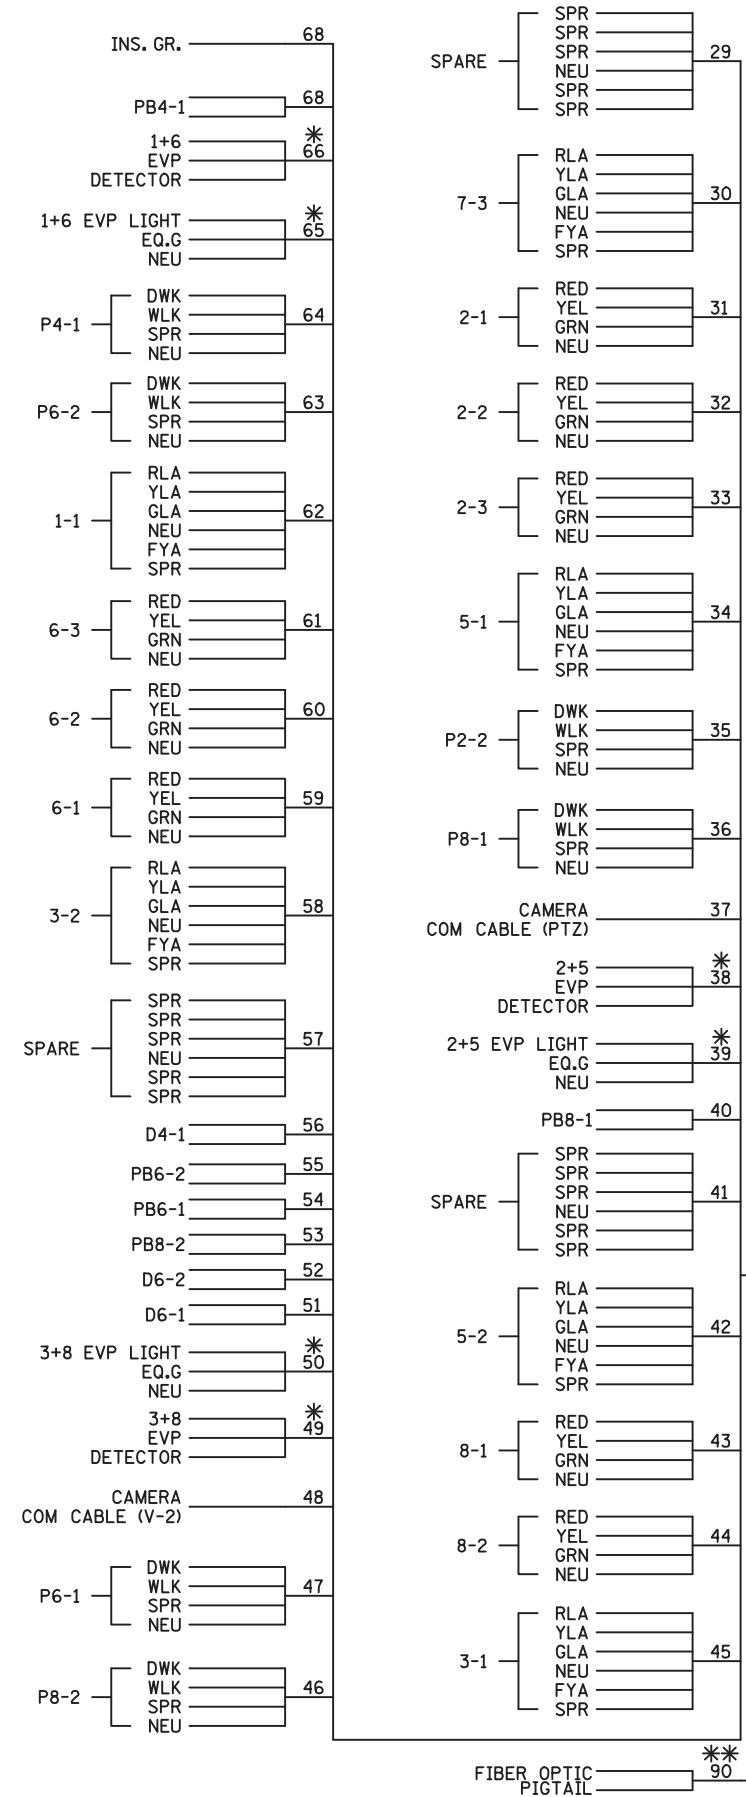 INS. GR. 68
PB4-1 68
1+6 *
EVP 66
DETECTOR
1+6 EVP LIGHT *
EQ.G 65
NEU
DWK
P4-1 WLK 64
SPR
NEU
DWK
P6-2 WLK 63
SPR
NEU
RLA
YLA
1-1 GLA 62
NEU
FYA
SPR
RED
6-3 YEL 61
GRN
NEU
RED
6-2 YEL 60
GRN
NEU
RED
6-1 YEL 59
GRN
NEU
RLA
YLA
3-2 GLA 58
NEU
FYA
SPR
SPR
SPR
SPARE SPR 57
NEU
SPR
SPR
D4-1 56
PB6-2 55
PB6-1 54
PB8-2 53
D6-2 52
D6-1 51
3+8 EVP LIGHT *
EQ.G 50
NEU
3+8 *
EVP 49
DETECTOR
CAMERA 48
COM CABLE (V-2)
DWK
P6-1 WLK 47
SPR
NEU
DWK
P8-2 WLK 46
SPR
NEU
SPR
SPR
SPARE SPR 29
NEU
SPR
SPR
RLA
YLA
7-3 GLA 30
NEU
FYA
SPR
RED
2-1 YEL 31
GRN
NEU
RED
2-2 YEL 32
GRN
NEU
RED
2-3 YEL 33
GRN
NEU
RLA
YLA
5-1 GLA 34
NEU
FYA
SPR
DWK
P2-2 WLK 35
SPR
NEU
DWK
P8-1 WLK 36
SPR
NEU
CAMERA 37
COM CABLE (PTZ)
2+5 *
EVP 38
DETECTOR
2+5 EVP LIGHT *
EQ.G 39
NEU
PB8-1 40
SPR
SPR
SPARE SPR 41
NEU
SPR
SPR
RLA
YLA
5-2 GLA 42
NEU
FYA
SPR
RED
8-1 YEL 43
GRN
NEU
RED
8-2 YEL 44
GRN
NEU
RLA
YLA
3-1 GLA 45
NEU
FYA
SPR
**
FIBER OPTIC 90
PIGTAIL